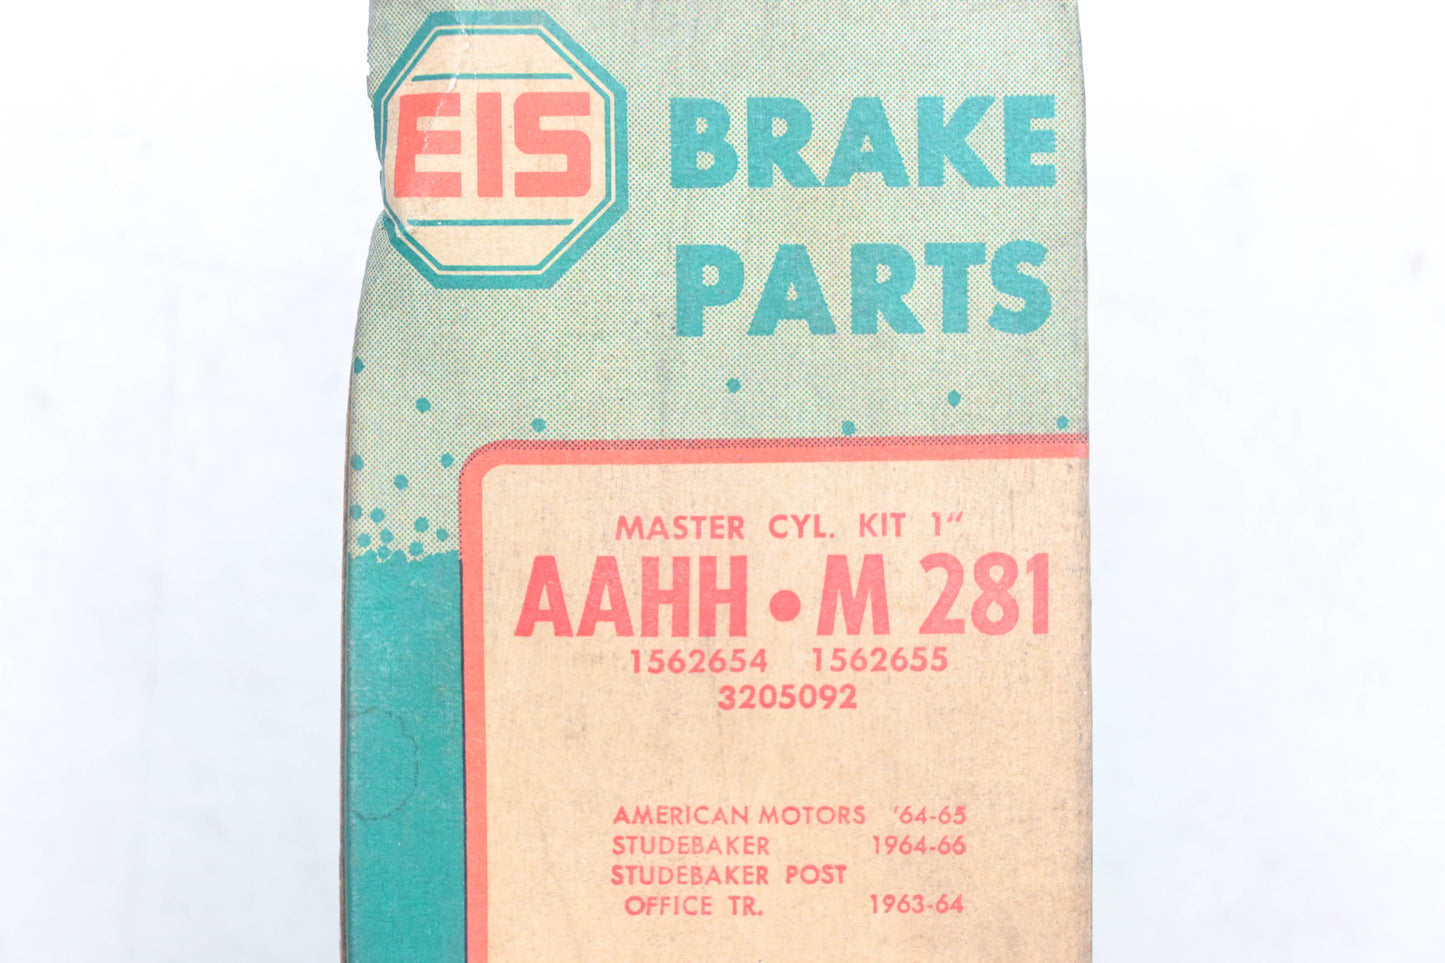 EIS
BRAKE
PARTS
MASTER CYL. KIT 1“
AAHH • M 281
1562654 1562655
3205092
AMERICAN MOTORS '64-65
STUDEBAKER 1964-66
STUDEBAKER POST
OFFICE TR. 1963-64